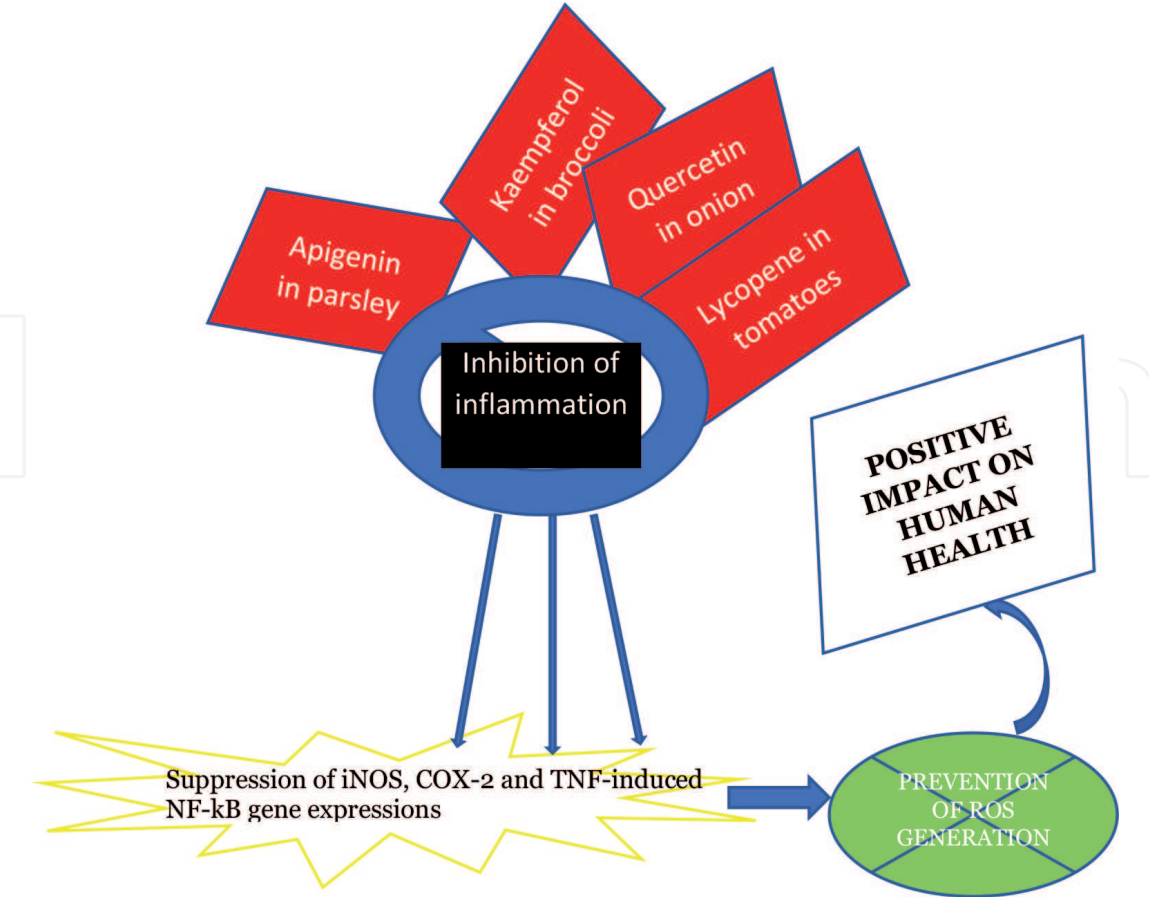 Apigenin
in parsley
Kaempferol
in broccoli
Quercetin
in onion
Lycopene in
tomatoes
Inhibition of
inflammation
POSITIVE
IMPACT ON
HUMAN
HEALTH
Suppression of iNOS, COX-2 and TNF-induced
NF-kB gene expressions
PREVENTION
OF ROS
GENERATION